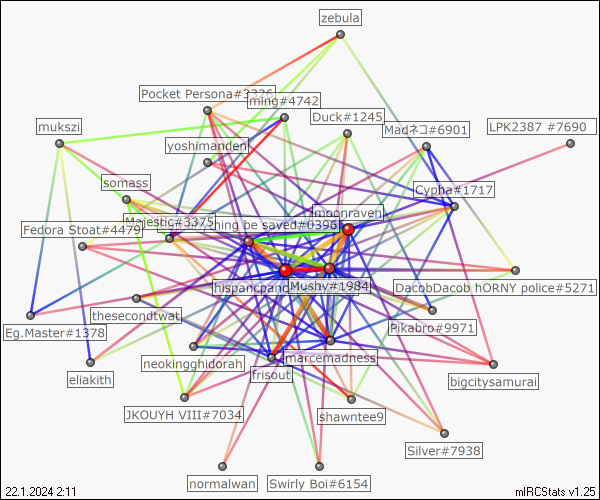 zebula
Pocket Persona#3326
ming#4742
Duck#1245
mukszi
Madネコ#6901
LPK2387 #7690
yoshimanden
somass
Cypha#1717
moonraven
Majestic#3375
shing be saved#0396
Fedora Stoat#4479
hispanicpanic
Mushy#1984
DacobDacob hORNY police#5271
thesecondtwat
Eg.Master#1378
Pikabro#9971
neokingghidorah
marcemadness
eliakith
frisout
bigcitysamurai
JKOUYH VIII#7034
shawntee9
Silver#7938
normalwan
Swirly Boi#6154
22.1.2024 2:11
mIRCStats v1.25